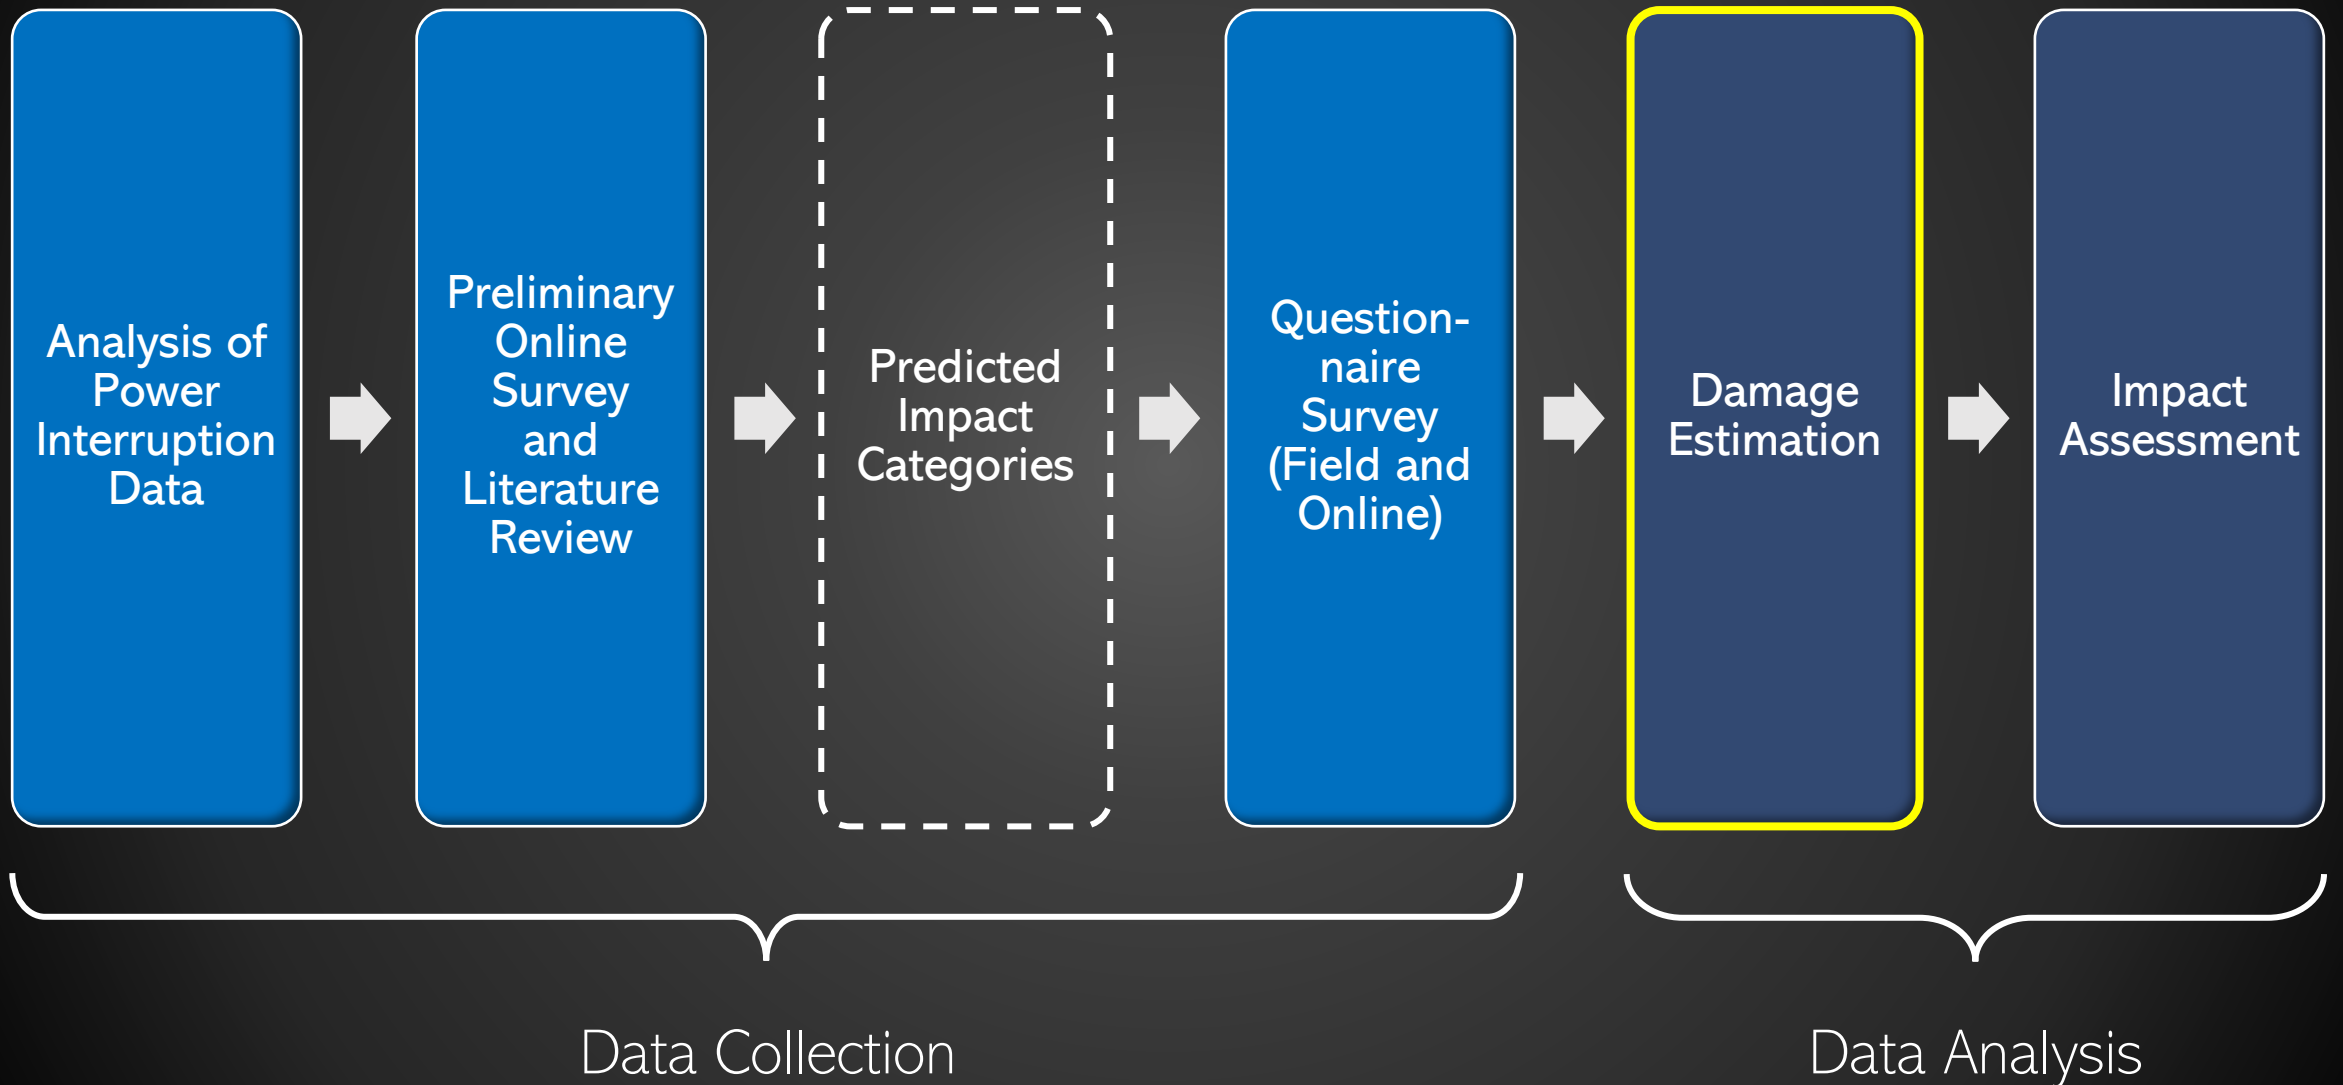 Analysis of
Power
Interruption
Data
Preliminary
Online
Survey
and
Literature
Review
Predicted
Impact
Categories
Question-
naire
Survey
(Field and
Online)
Damage
Estimation
Impact
Assessment
Data Collection
Data Analysis